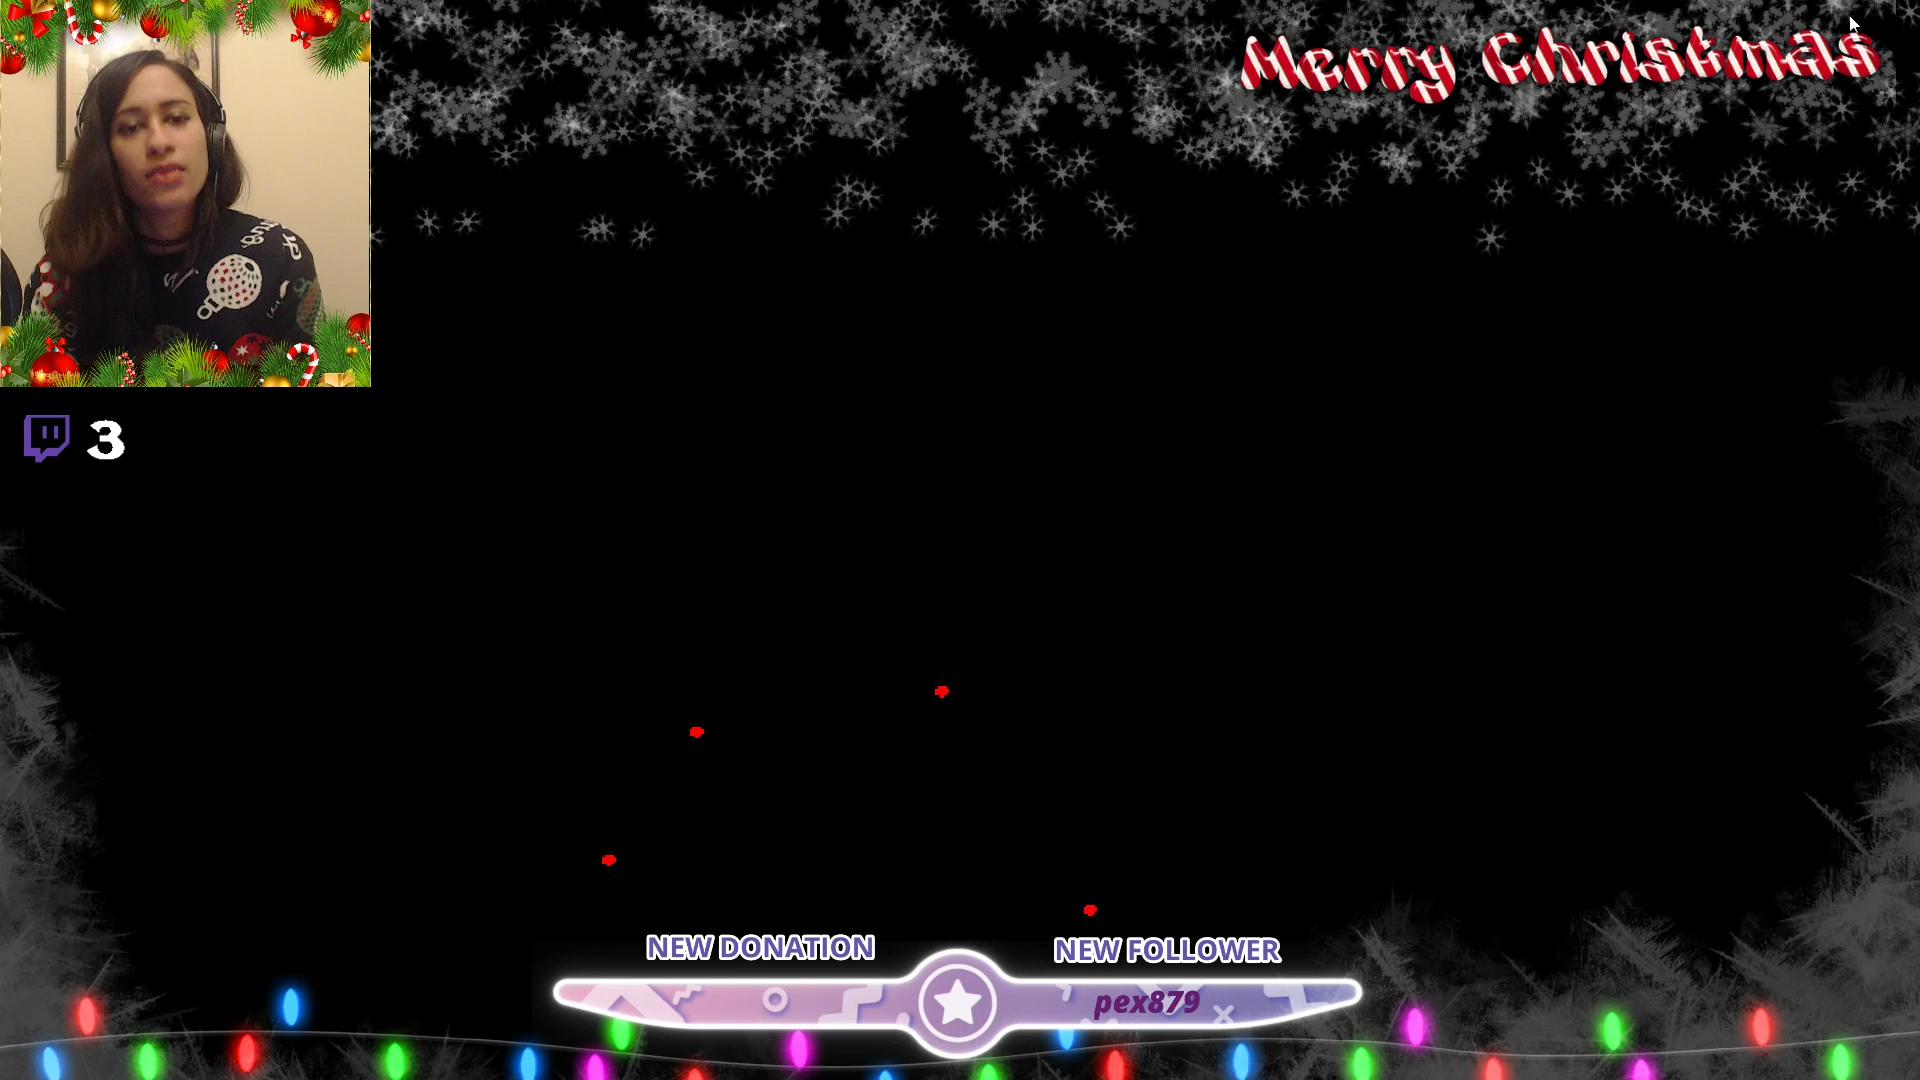 Merry Christmas
3
NEW DONATION
NEW FOLLOWER
pex879